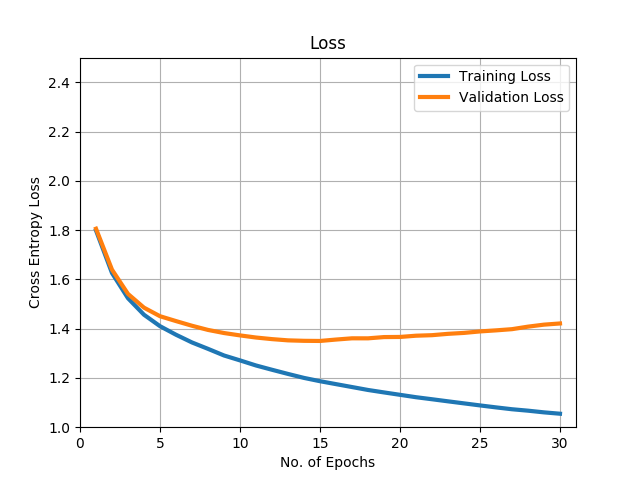 Loss
Training Loss
Validation Loss
Cross Entropy Loss
2.4
2.2
2.0
1.8
1.6
1.4
1.2
1.0
0 5 10 15 20 25 30
No. of Epochs